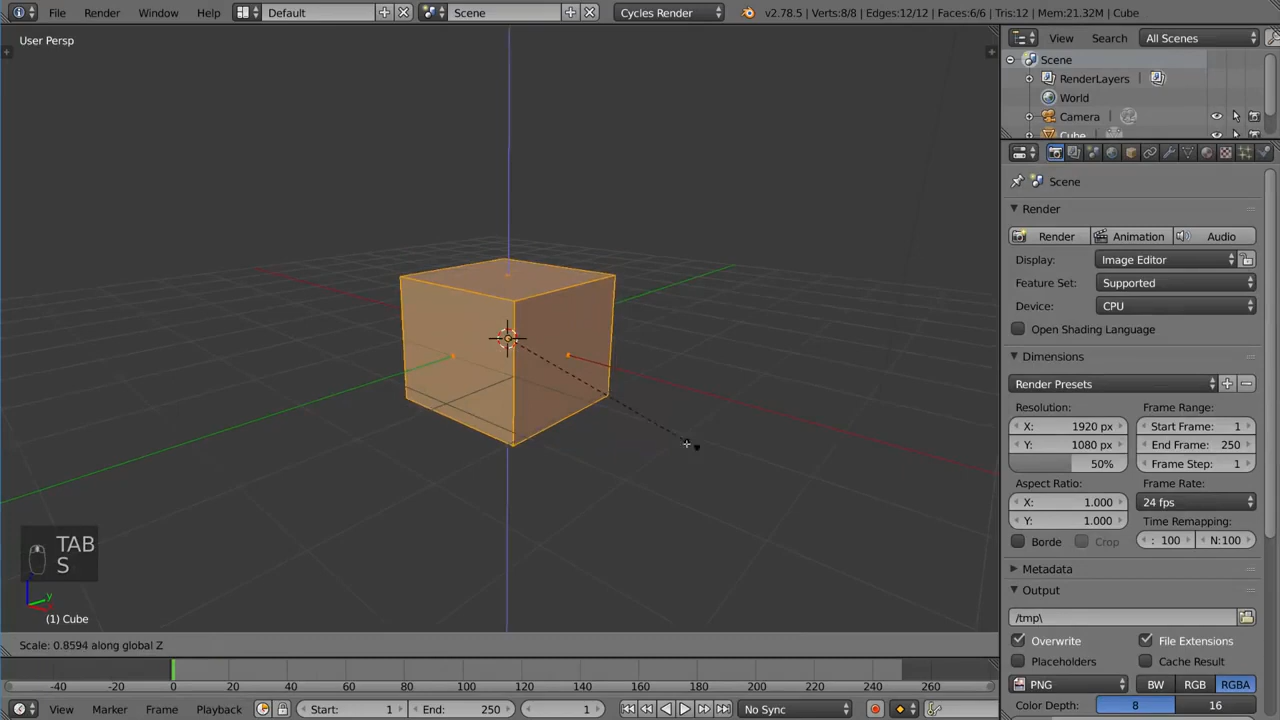 File Render Window Help Default Scene Cycles Render v2.78.5 | Verts:8/8 | Edges:12/12 | Faces:6/6 | Tris:12 | Mem:21.32M | Cube
User Persp
View Search All Scenes
Scene
RenderLayers
World
Camera
Cube
Scene
Render
Render Animation Audio
Display: Image Editor
Feature Set: Supported
Device: CPU
Open Shading Language
Dimensions
Render Presets
Resolution: Frame Range:
X: 1920 px Start Frame: 1
Y: 1080 px End Frame: 250
50% Frame Step: 1
Aspect Ratio: Frame Rate:
X: 1.000 24 fps
Y: 1.000 Time Remapping:
Borde Crop : 100 N:100
Metadata
Output
/tmp\
Overwrite File Extensions
Placeholders Cache Result
PNG BW RGB RGBA
Color Depth: 8 16
TAB
S
y
(1) Cube
Scale: 0.8594 along global Z
-40 -20 0 20 40 60 80 100 120 140 160 180 200 220 240 260
View Marker Frame Playback Start: 1 End: 250 1 No Sync